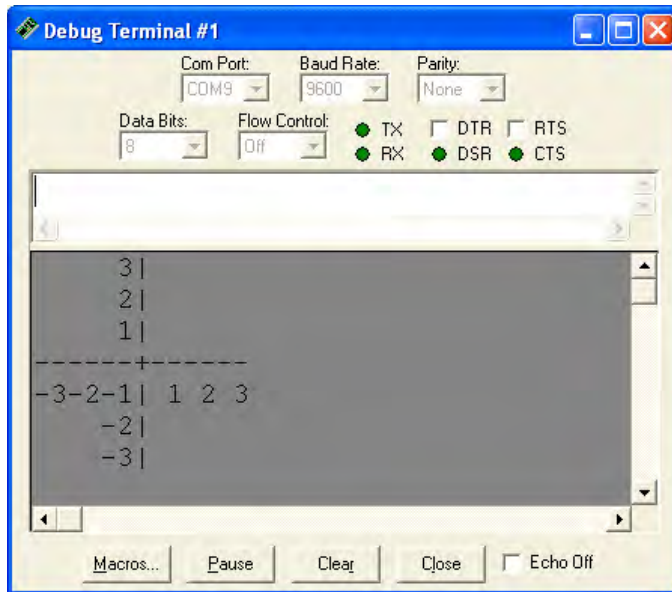 Debug Terminal #1
Com Port: Baud Rate: Parity:
COM9 9600 None
Data Bits: Flow Control: TX DTR RTS
8 Off RX DSR CTS
3|
2|
1|
------+------
-3-2-1| 1 2 3
-2|
-3|
Macros... Pause Clear Close Echo Off